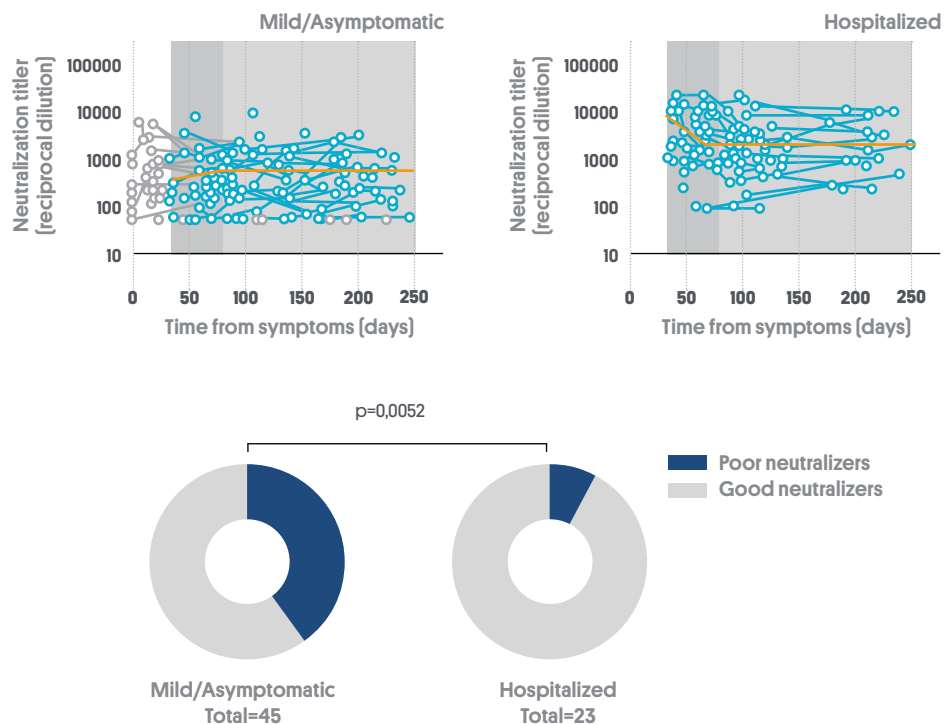 Mild/Asymptomatic
Neutralization titler
(reciprocal dilution)
100000
10000
1000
100
10
0 50 100 150 200 250
Time from symptoms (days)
Hospitalized
Neutralization titler
(reciprocal dilution)
100000
10000
1000
100
10
0 50 100 150 200 250
Time from symptoms (days)
p=0,0052
Poor neutralizers
Good neutralizers
Mild/Asymptomatic
Total=45
Hospitalized
Total=23